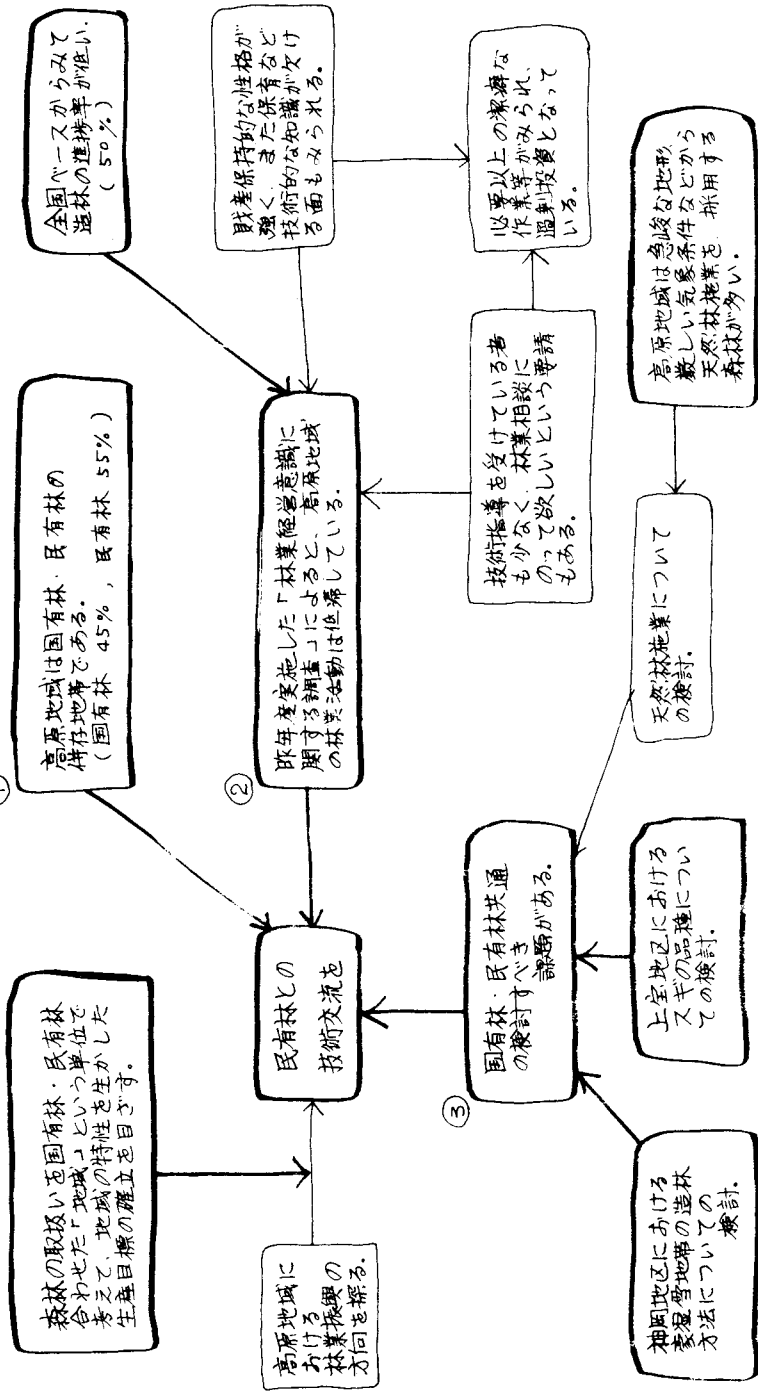 森林の取扱いを国有林・民有林
合わせた「地域」という単位で
考えて、地域の特性を生かした
生産目標の確立を目ざす。
高原地域に
おける
林業振興の
方向を探る。
民有林との
技術交流を
①
高原地域は国有林・民有林の
併存地帯である。
(国有林 45%, 民有林 55%)
全国ベースからみて
造林の進捗率が低い。
(50%)
②
昨年度実施した「林業経営意識に
関する調査」によると、高原地域
の林業活動は低滞している。
財産保持的な性格が
強く、また保育など
技術的な知識が欠け
る面もみられる。
技術指導を受けている者
も少なく、林業相談に
のって欲しいという要請
もある。
必要以上の潔癖な
作業等がみられ、
過剰投資となって
いる。
③
国有林・民有林共通
の検討すべき
課題がある。
神岡地区における
豪湿雪地帯の造林
方法についての
検討。
上宝地区における
スギの品種につい
ての検討。
天然林施業について
の検討。
高原地域は急峻な地形、
厳しい気象条件などから
天然林施業を採用する
森林が多い。